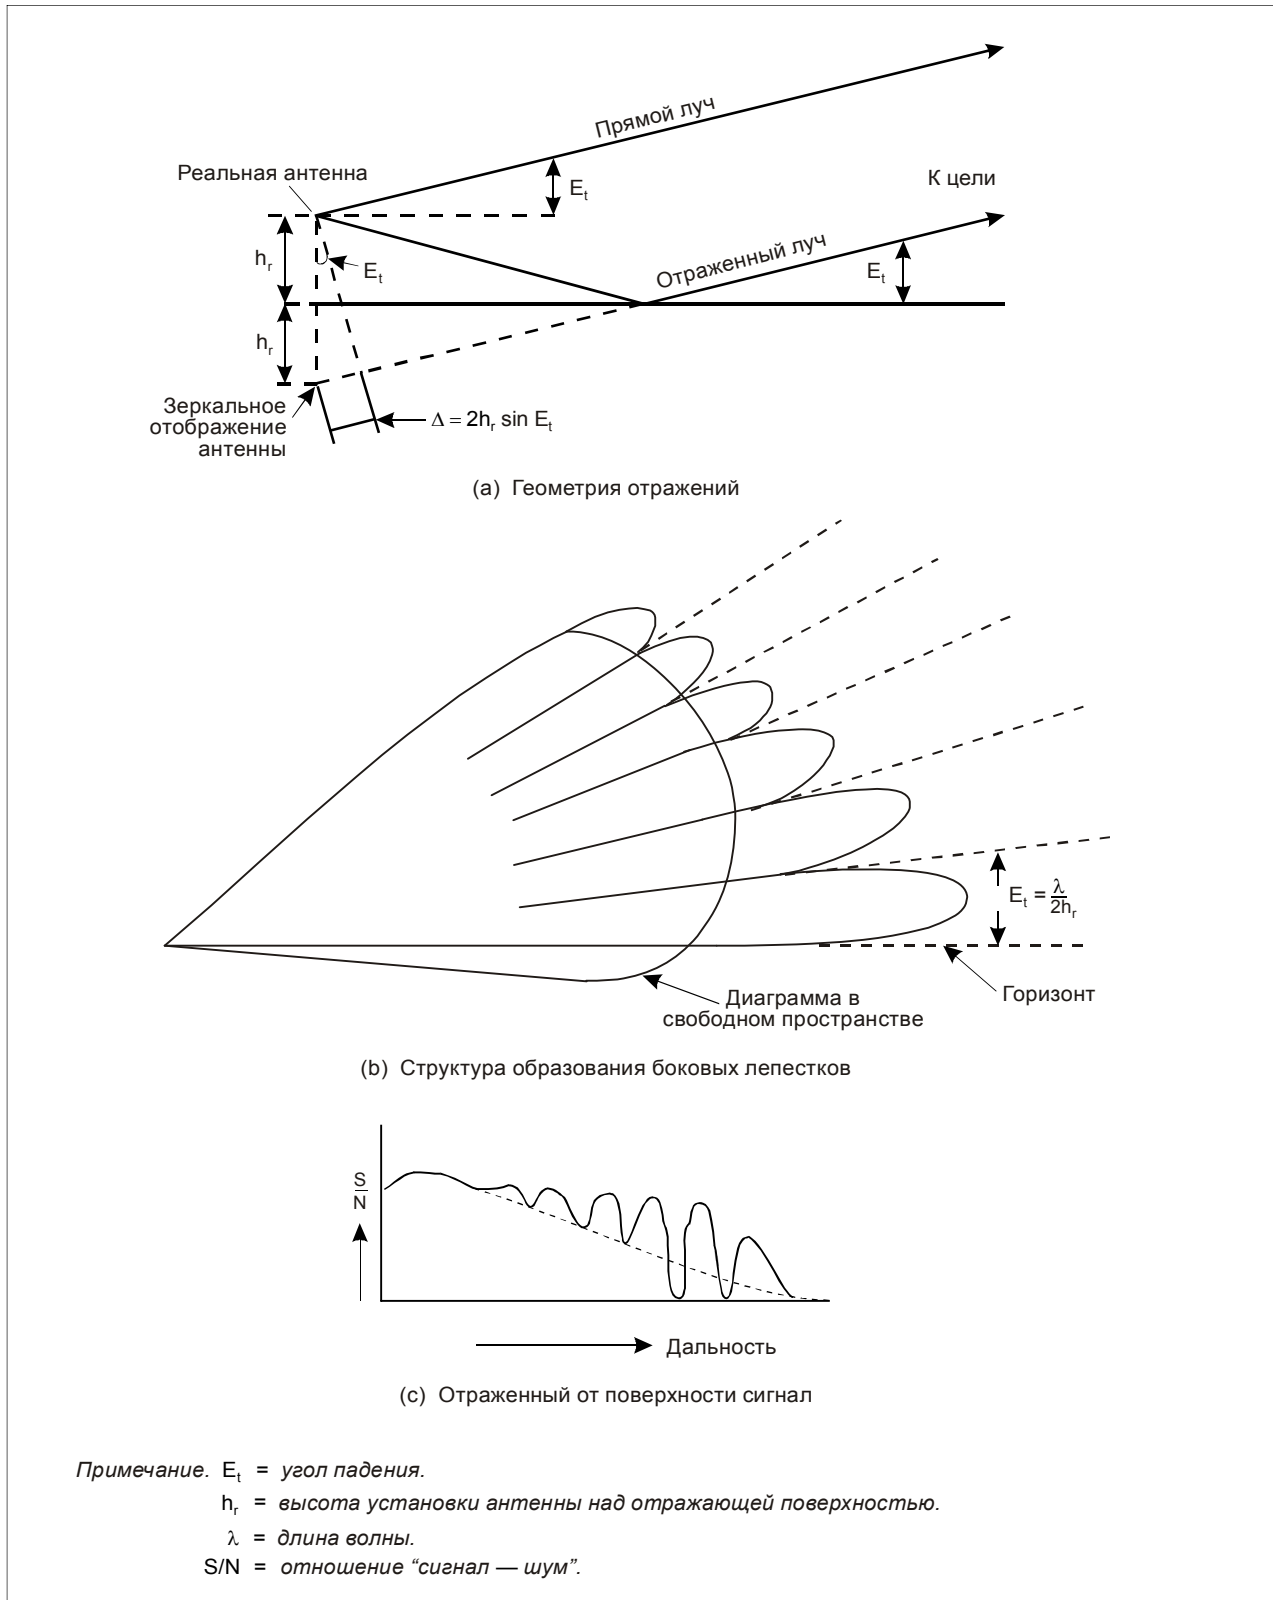 Прямой луч
Реальная антенна
К цели
E_t
Отраженный луч
h_r
E_t
E_t
h_r
Зеркальное
отображение
антенны
Δ = 2h_r sin E_t
(a) Геометрия отражений
E_t = λ/2h_r
Горизонт
Диаграмма в
свободном пространстве
(b) Структура образования боковых лепестков
S/N
Дальность
(c) Отраженный от поверхности сигнал
Примечание. E_t = угол падения.
h_r = высота установки антенны над отражающей поверхностью.
λ = длина волны.
S/N = отношение “сигнал — шум”.